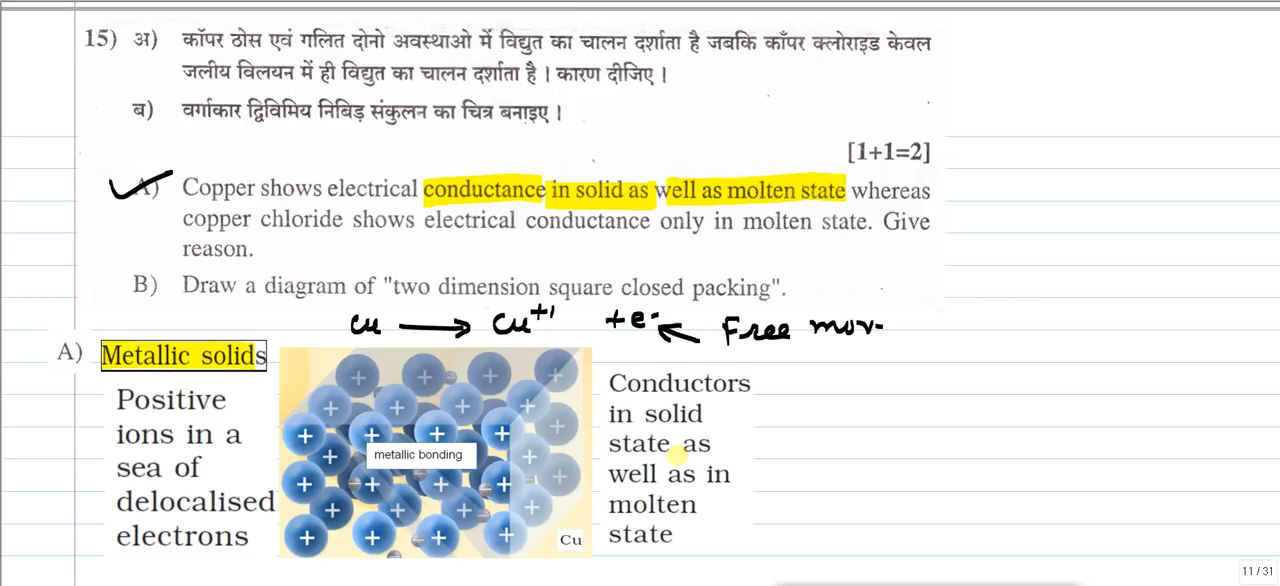 15) अ) कॉपर ठोस एवं गलित दोनो अवस्थाओ में विद्युत का चालन दर्शाता है जबकि कॉपर क्लोराइड केवल
जलीय विलयन में ही विद्युत का चालन दर्शाता है । कारण दीजिए ।
ब) वर्गाकार द्विविमिय निबिड़ संकुलन का चित्र बनाइए ।
[1+1=2]
A) Copper shows electrical conductance in solid as well as molten state whereas
copper chloride shows electrical conductance only in molten state. Give
reason.
B) Draw a diagram of "two dimension square closed packing".
Cu → Cu+1 +e- ← Free mov-
A) Metallic solids
Positive
ions in a
sea of
delocalised
electrons
metallic bonding
Cu
Conductors
in solid
state as
well as in
molten
state
11 / 31